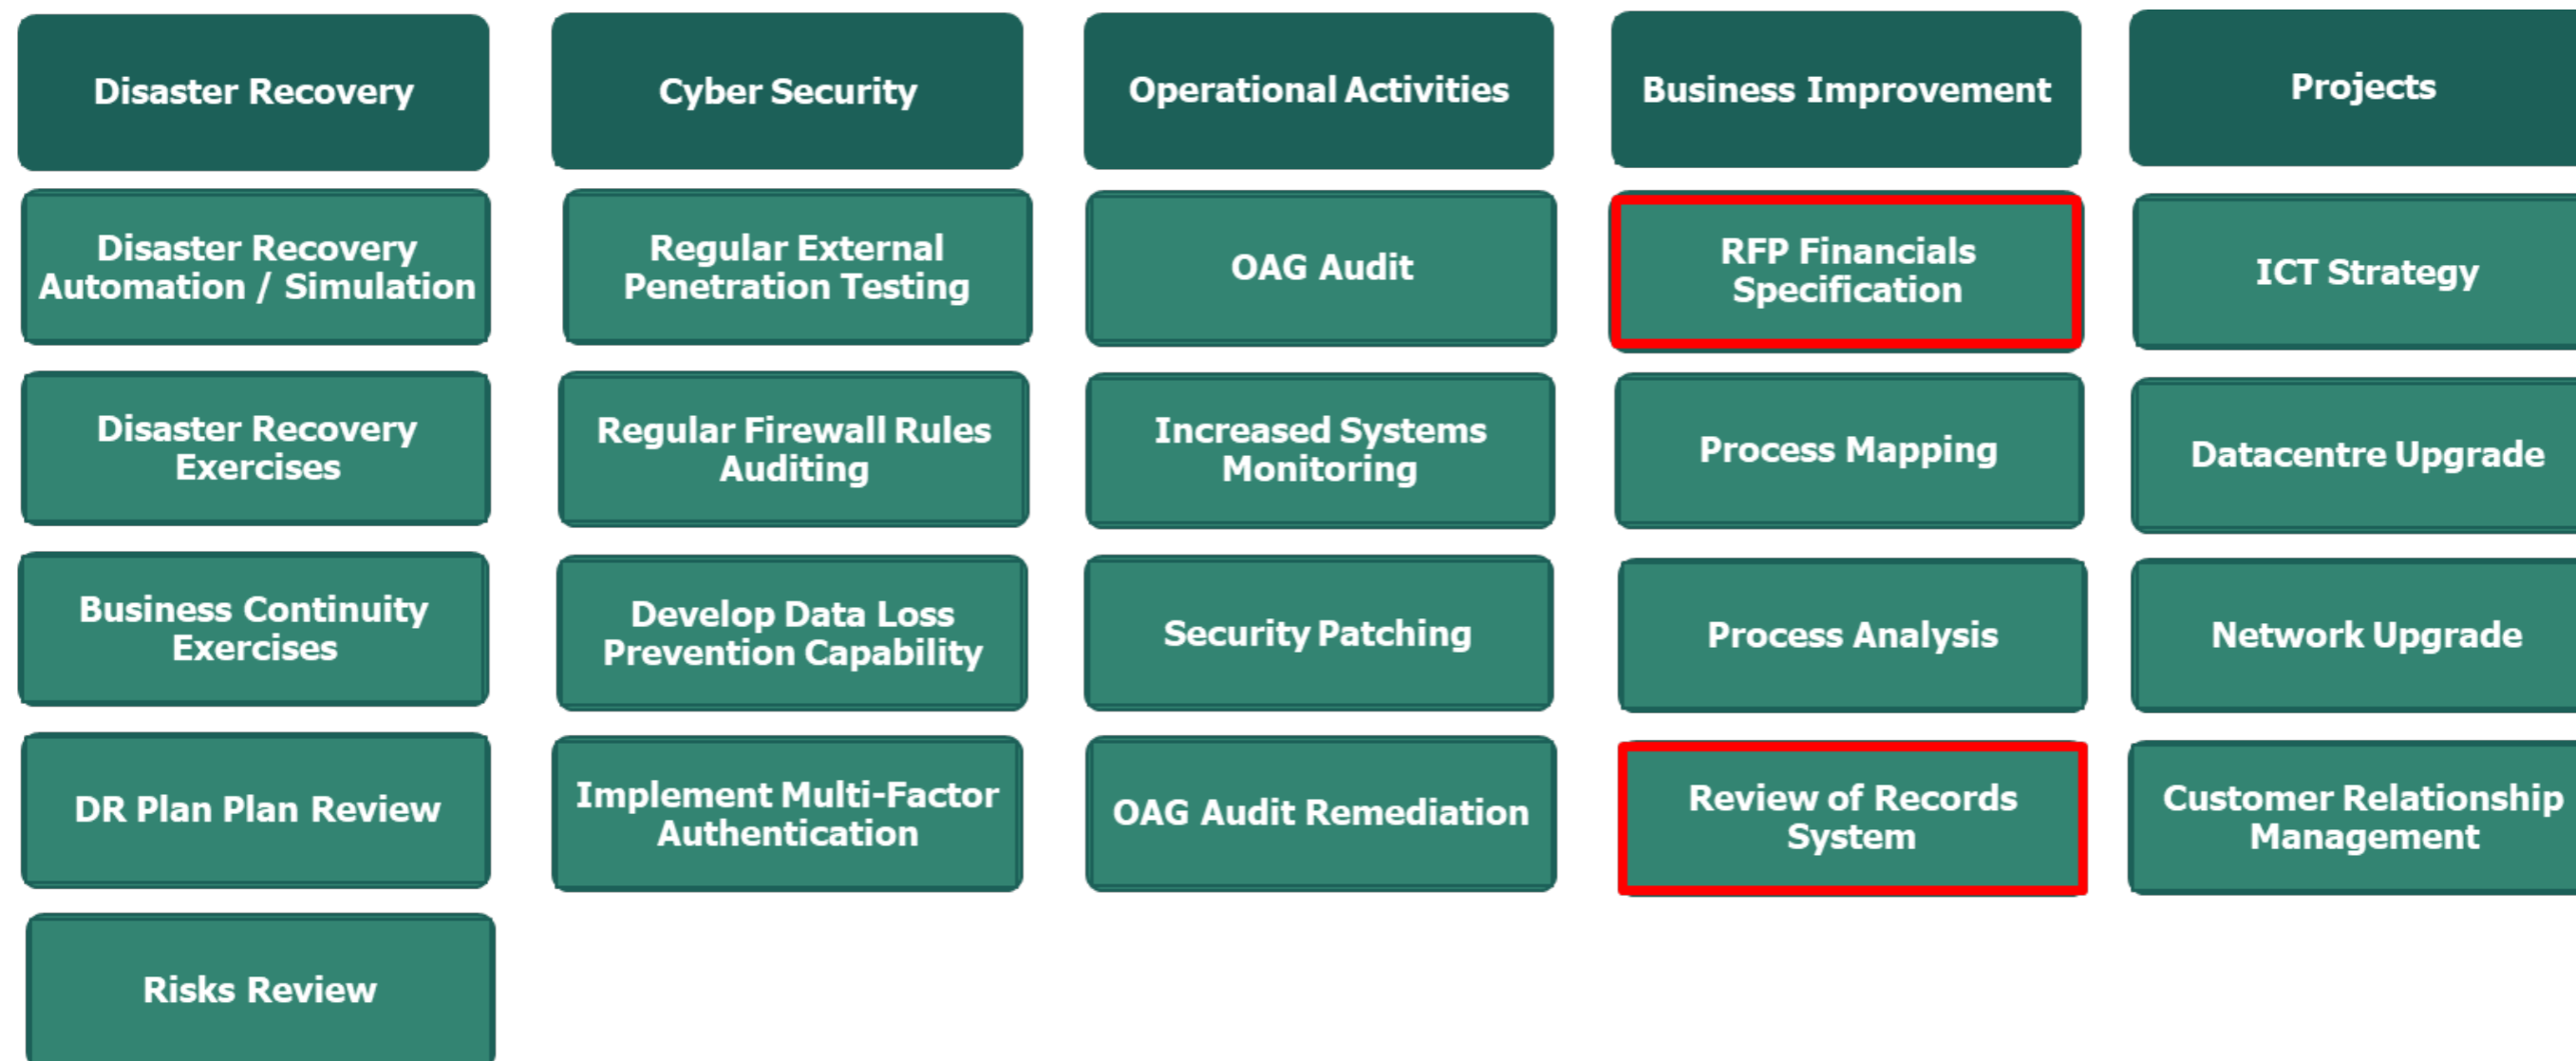 Disaster Recovery
Cyber Security
Operational Activities
Business Improvement
Projects
Disaster Recovery
Automation / Simulation
Regular External
Penetration Testing
OAG Audit
RFP Financials
Specification
ICT Strategy
Disaster Recovery
Exercises
Regular Firewall Rules
Auditing
Increased Systems
Monitoring
Process Mapping
Datacentre Upgrade
Business Continuity
Exercises
Develop Data Loss
Prevention Capability
Security Patching
Process Analysis
Network Upgrade
DR Plan Plan Review
Implement Multi-Factor
Authentication
OAG Audit Remediation
Review of Records
System
Customer Relationship
Management
Risks Review